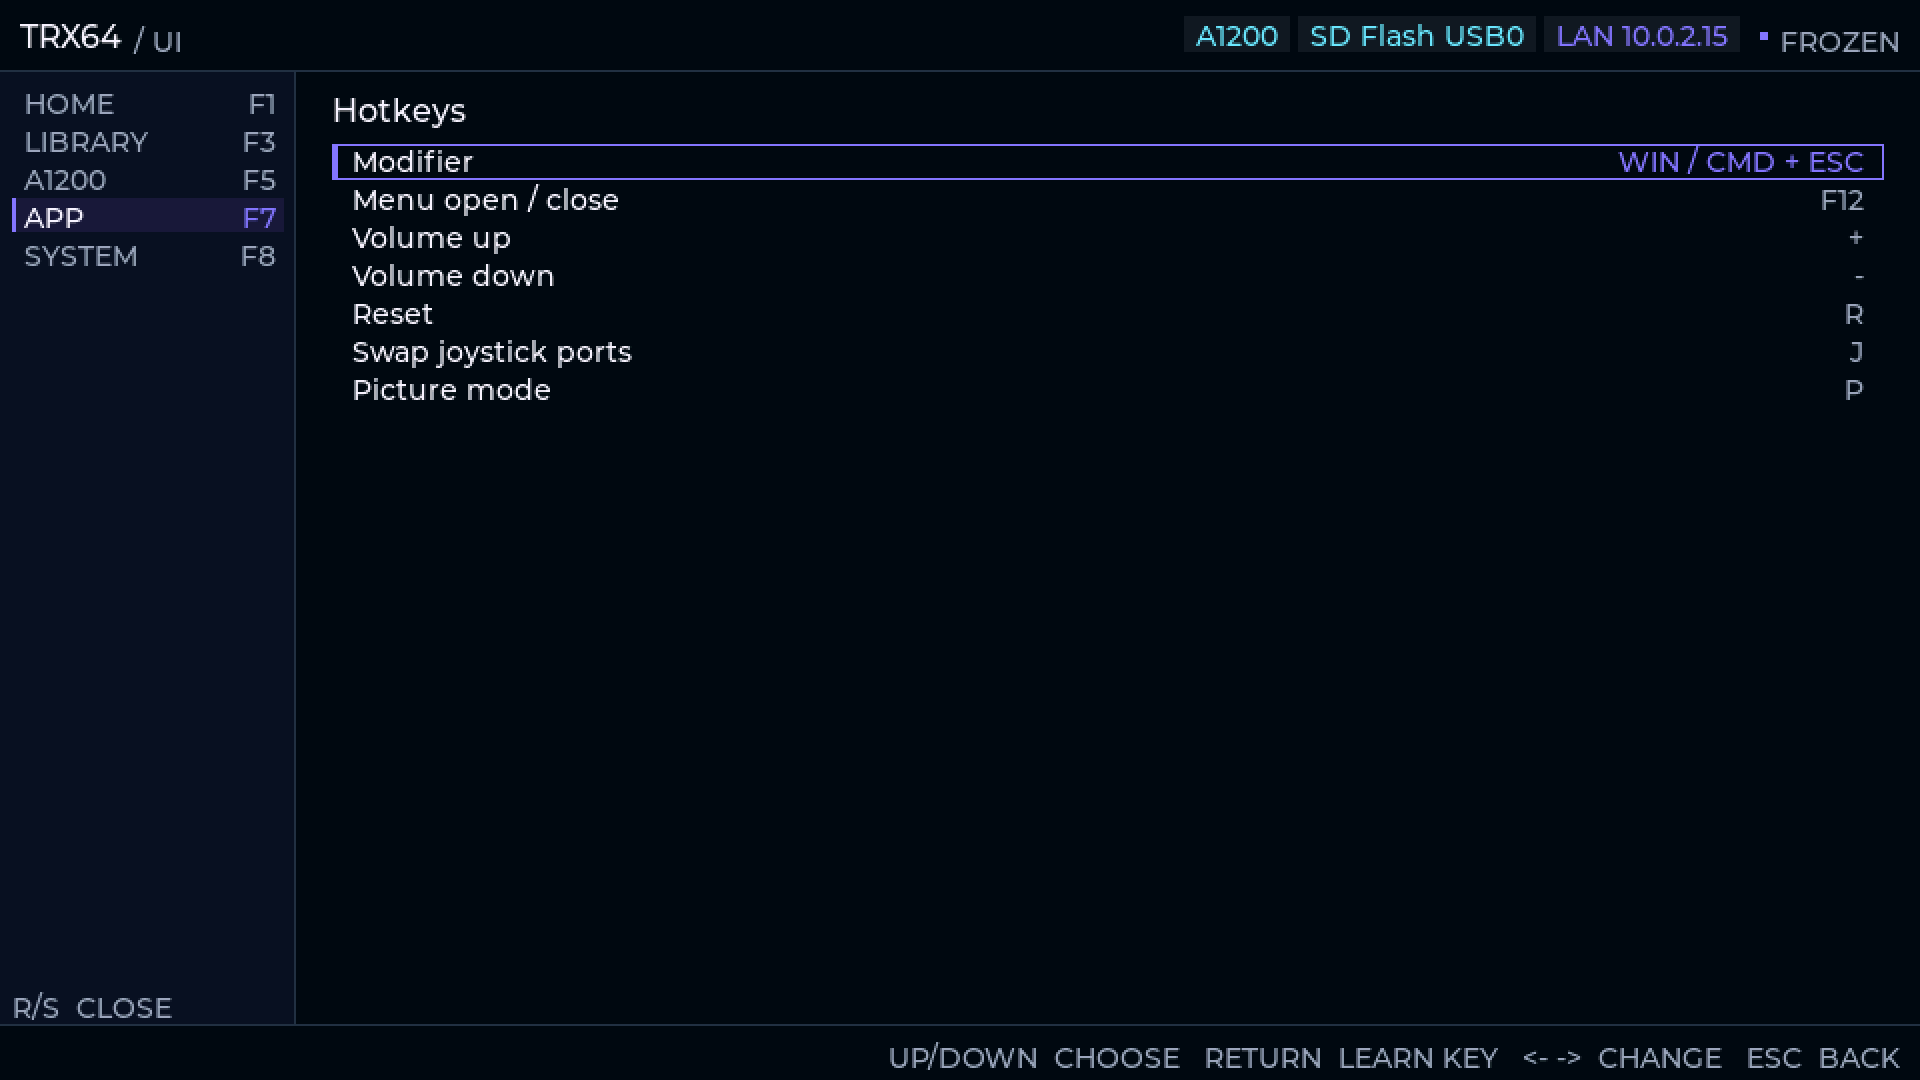 TRX64 / UI
A1200 SD Flash USB0 LAN 10.0.2.15 FROZEN
HOME F1
LIBRARY F3
A1200 F5
APP F7
SYSTEM F8
R/S CLOSE
Hotkeys
Modifier WIN / CMD + ESC
Menu open / close F12
Volume up +
Volume down -
Reset R
Swap joystick ports J
Picture mode P
UP/DOWN CHOOSE RETURN LEARN KEY <- -> CHANGE ESC BACK